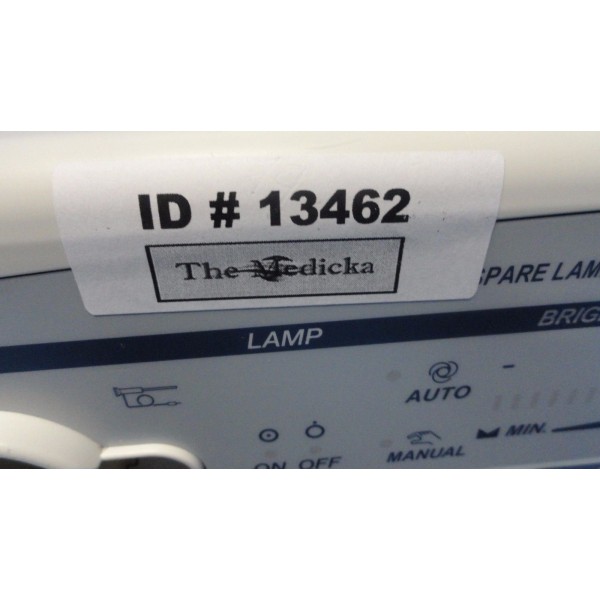 ID # 13462
The Medicka
SPARE LAM
LAMP
BRIG
AUTO
MIN.
MANUAL
ON OFF